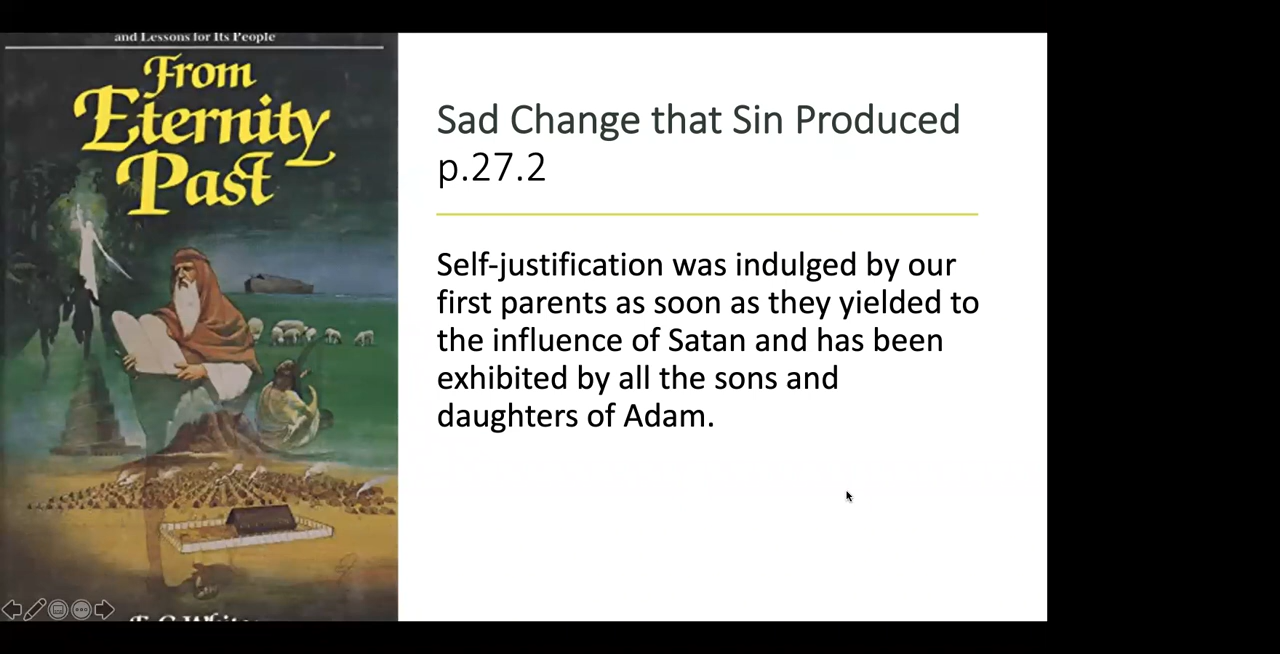 and Lessons for Its People
From
Eternity
Past
Sad Change that Sin Produced
p.27.2
Self-justification was indulged by our
first parents as soon as they yielded to
the influence of Satan and has been
exhibited by all the sons and
daughters of Adam.
E.G.White